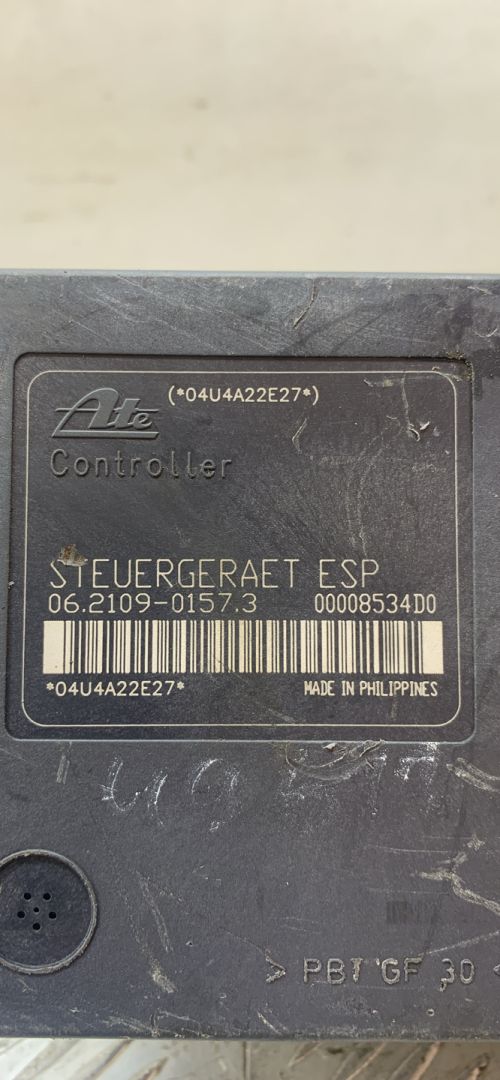 (*04U4A22E27*)
Ate
Controller
STEUERGERAET ESP
06.2109-0157.3 00008534D0
*04U4A22E27* MADE IN PHILIPPINES
> PBT GF 30 <